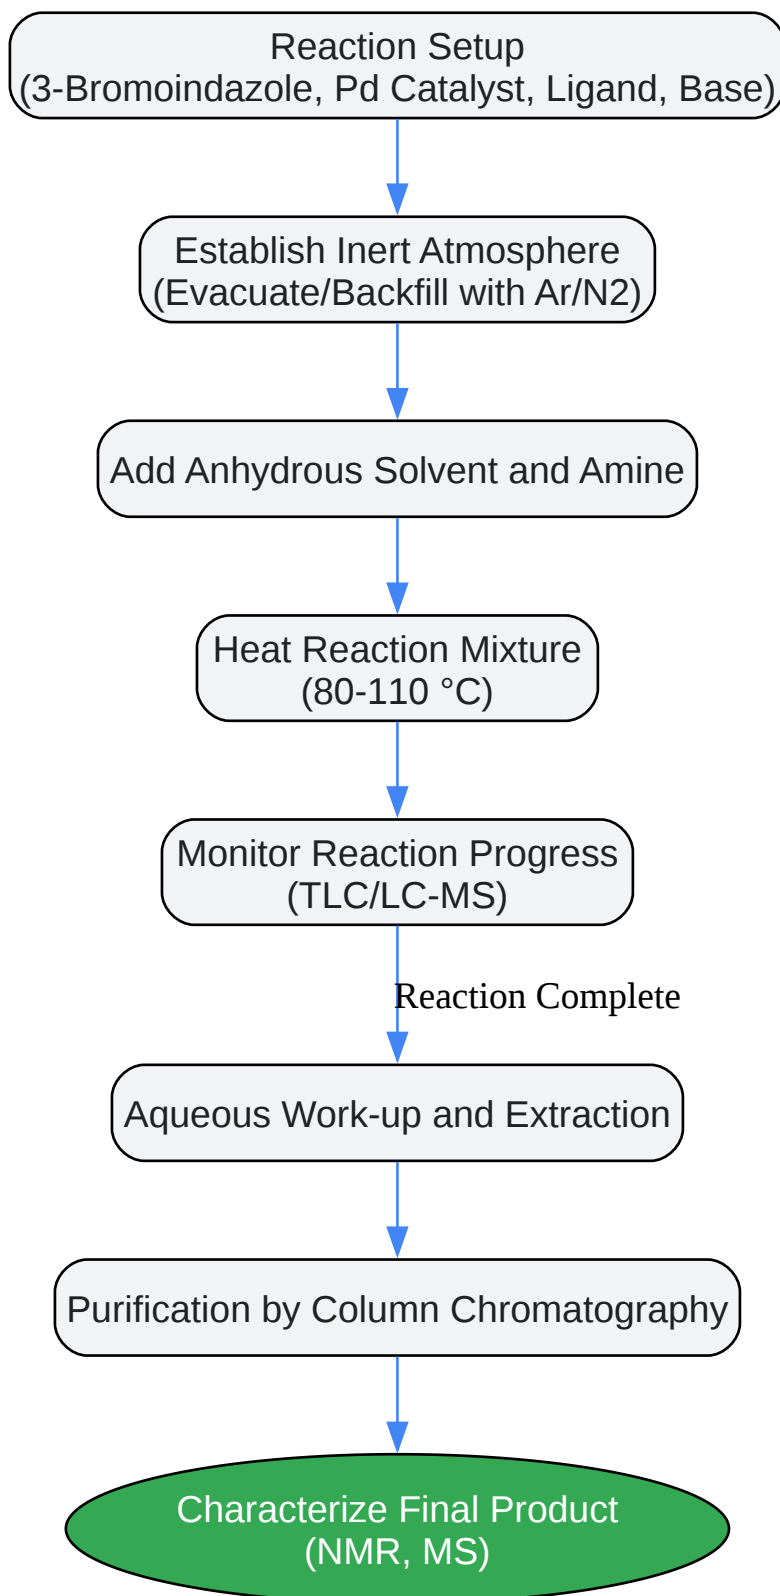 Reaction Setup
(3-Bromoindazole, Pd Catalyst, Ligand, Base)
Establish Inert Atmosphere
(Evacuate/Backfill with Ar/N2)
Add Anhydrous Solvent and Amine
Heat Reaction Mixture
(80-110 °C)
Monitor Reaction Progress
(TLC/LC-MS)
Reaction Complete
Aqueous Work-up and Extraction
Purification by Column Chromatography
Characterize Final Product
(NMR, MS)